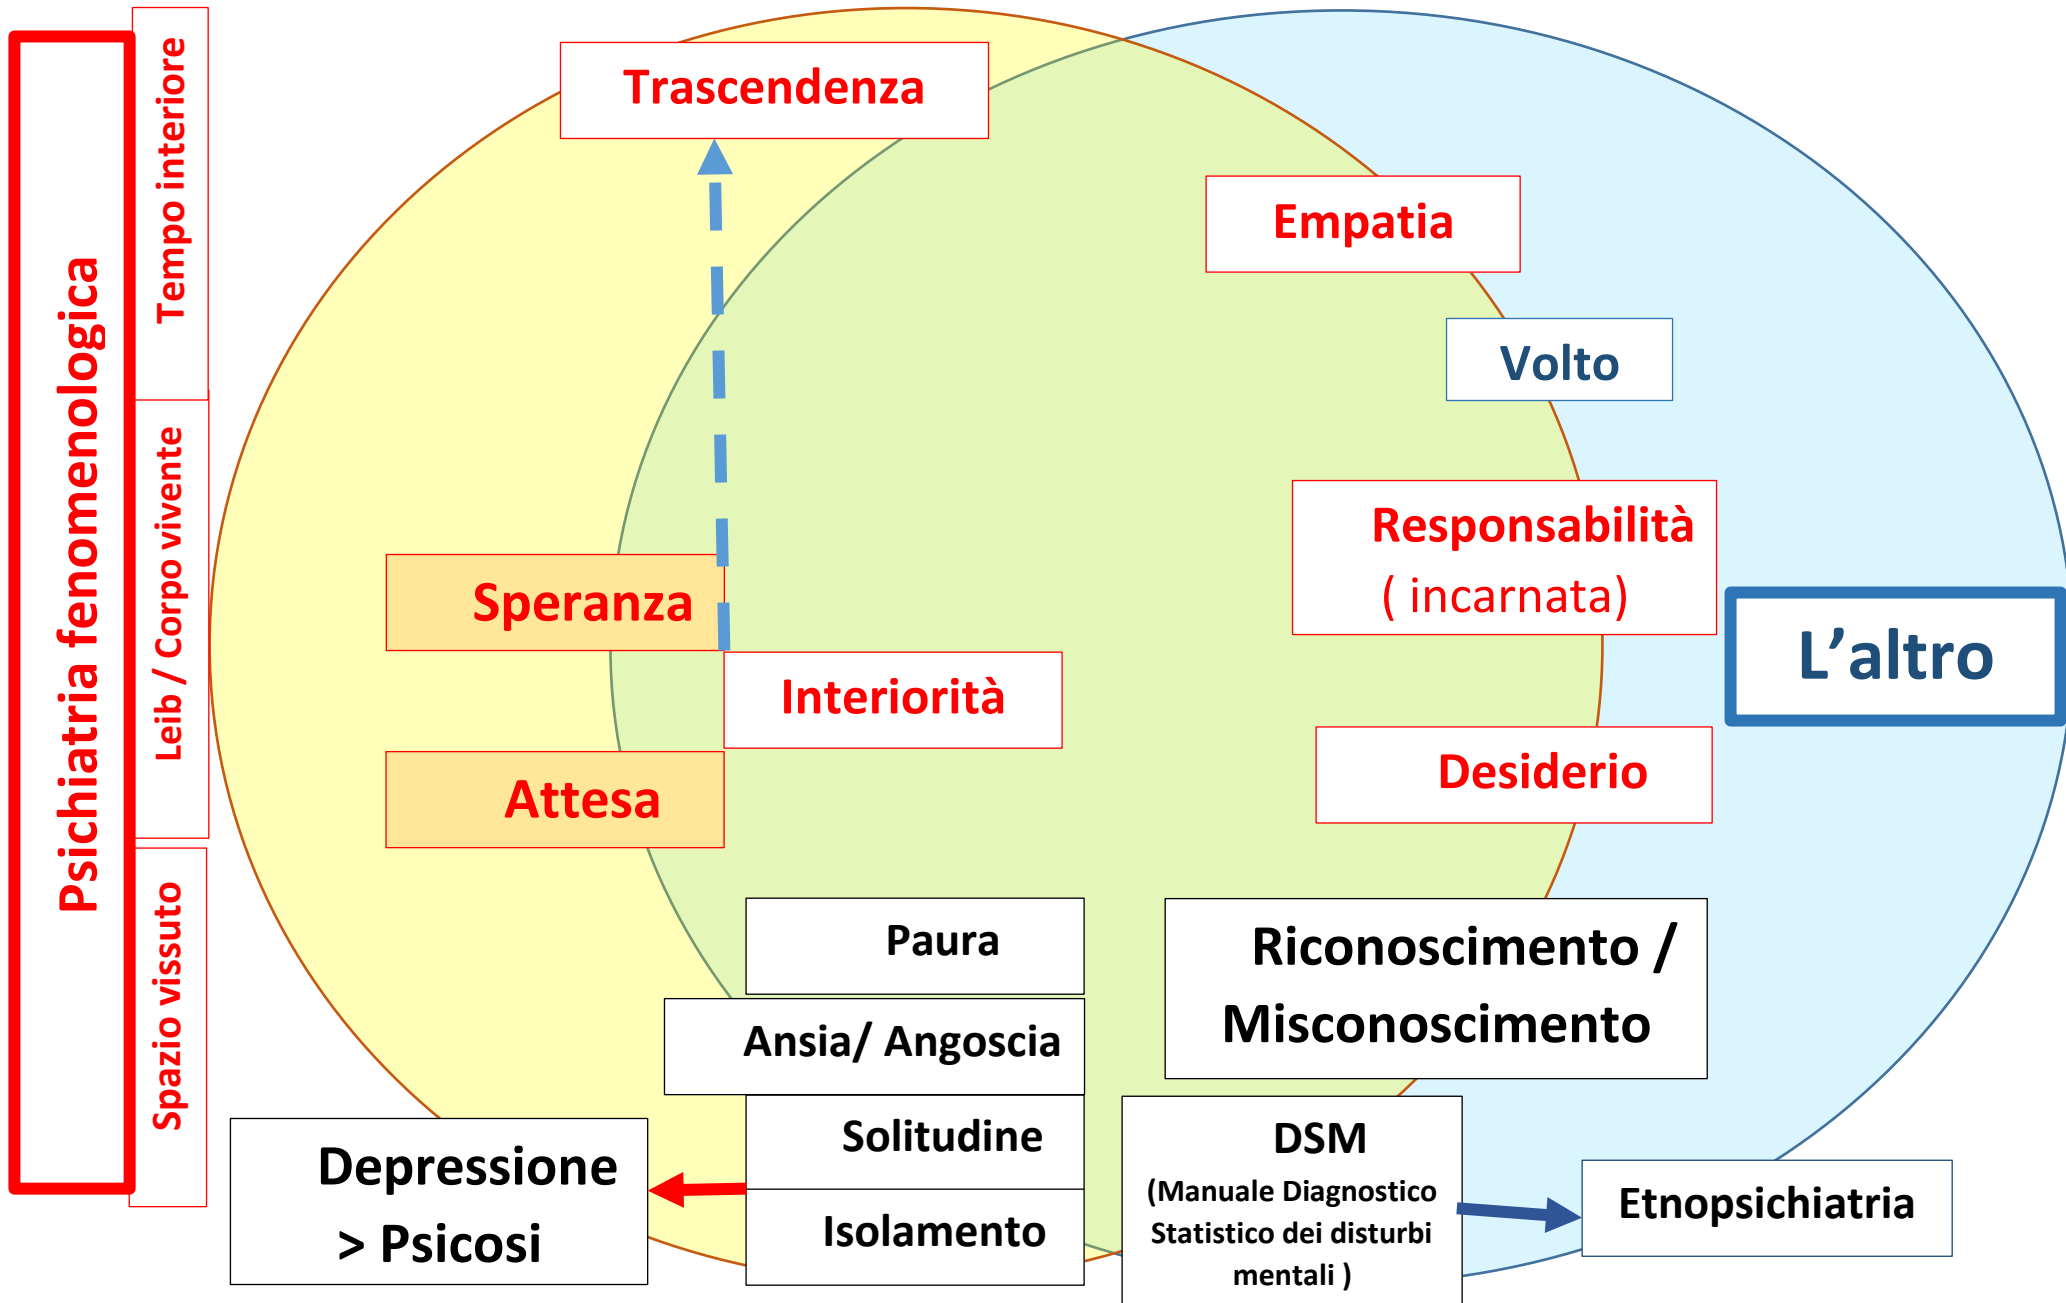 Psichiatria fenomenologica
Tempo interiore
Leib / Corpo vivente
Spazio vissuto
Trascendenza
Empatia
Volto
Responsabilità
( incarnata)
L’altro
Speranza
Interiorità
Desiderio
Attesa
Paura
Ansia/ Angoscia
Solitudine
Isolamento
Riconoscimento /
Misconoscimento
Depressione
> Psicosi
DSM
(Manuale Diagnostico
Statistico dei disturbi
mentali )
Etnopsichiatria